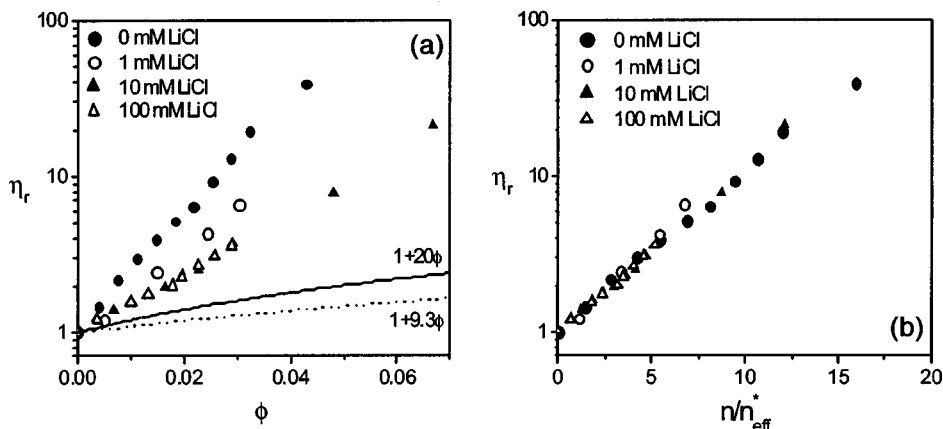 100
(a)
0 mM LiCl
1 mM LiCl
10 mM LiCl
100 mM LiCl
ηr
10
1+20ϕ
1+9.3ϕ
1
0.00
0.02
0.04
0.06
ϕ
100
0 mM LiCl
1 mM LiCl
10 mM LiCl
100 mM LiCl
ηr
10
1
(b)
0
5
10
15
20
n/n*eff